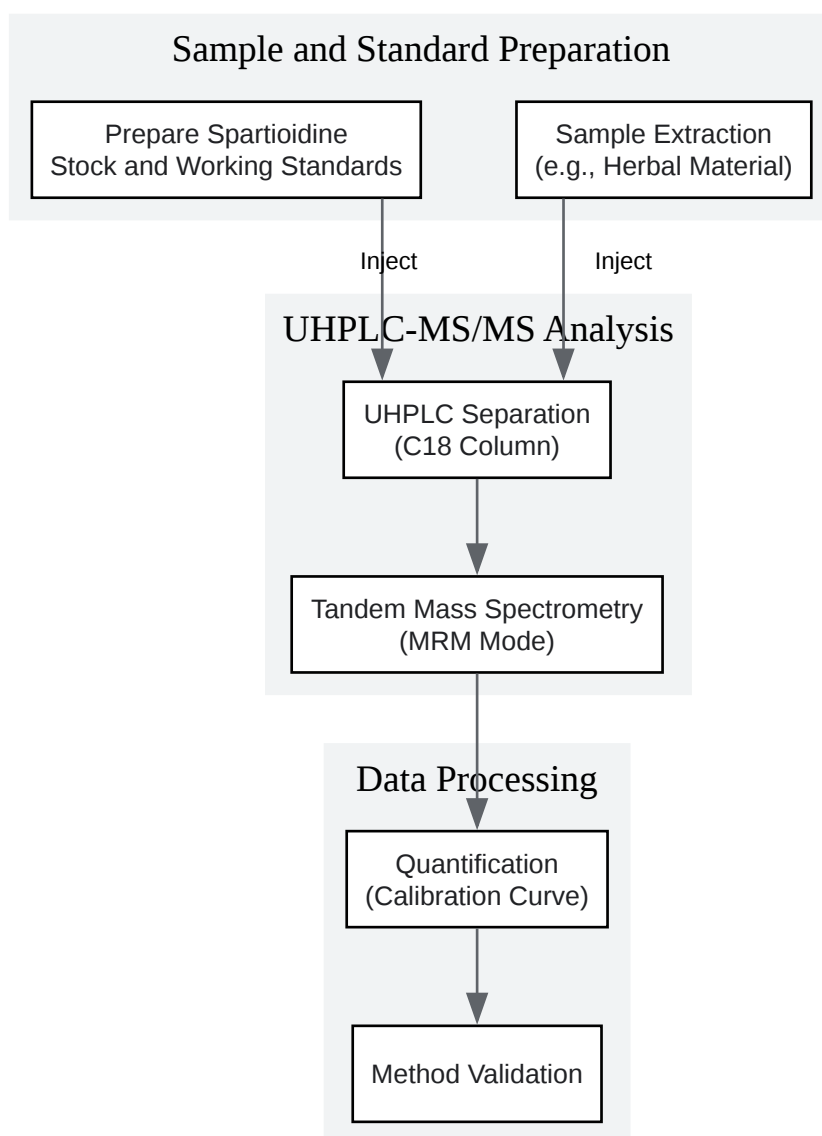 Sample and Standard Preparation
Prepare Spartioidine
Stock and Working Standards
Sample Extraction
(e.g., Herbal Material)
Inject
Inject
UHPLC-MS/MS Analysis
UHPLC Separation
(C18 Column)
Tandem Mass Spectrometry
(MRM Mode)
Data Processing
Quantification
(Calibration Curve)
Method Validation